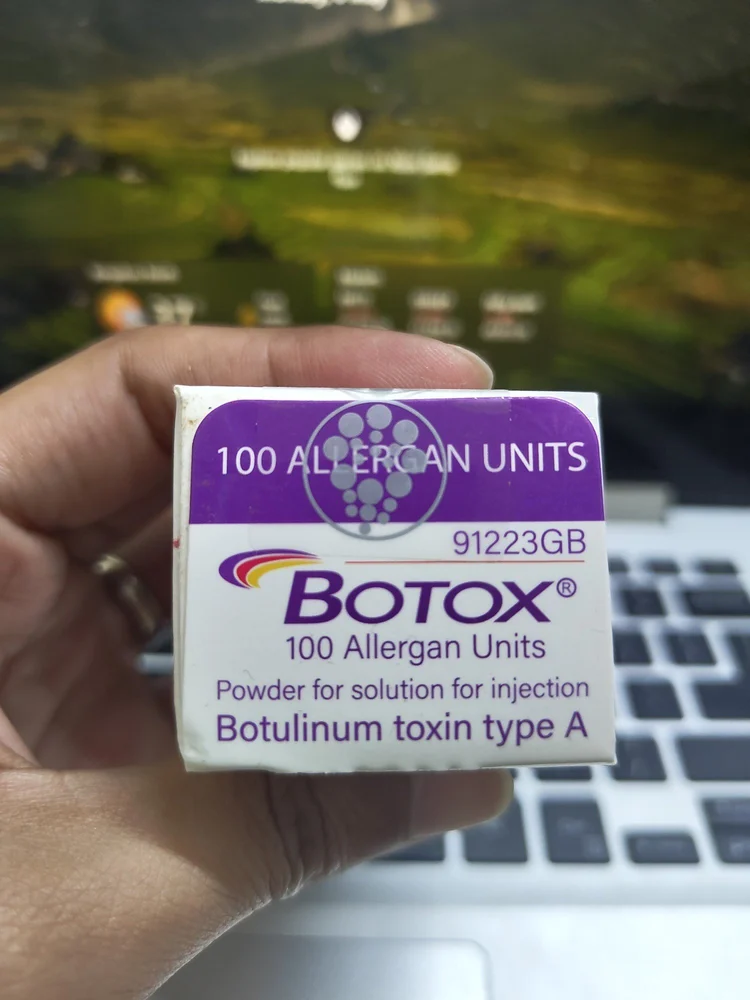 100 ALLERGAN UNITS
91223GB
BOTOX®
100 Allergan Units
Powder for solution for injection
Botulinum toxin type A